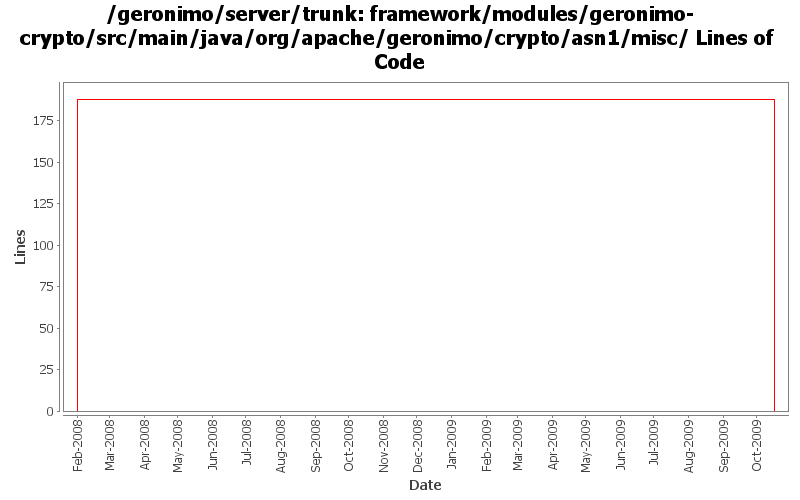 /geronimo/server/trunk: framework/modules/geronimo-
crypto/src/main/java/org/apache/geronimo/crypto/asn1/misc/ Lines of
Code
175
150
125
100
75
50
25
0
Lines
Feb-2008
Mar-2008
Apr-2008
May-2008
Jun-2008
Jul-2008
Aug-2008
Sep-2008
Oct-2008
Nov-2008
Dec-2008
Jan-2009
Feb-2009
Mar-2009
Apr-2009
May-2009
Jun-2009
Jul-2009
Aug-2009
Sep-2009
Oct-2009
Date